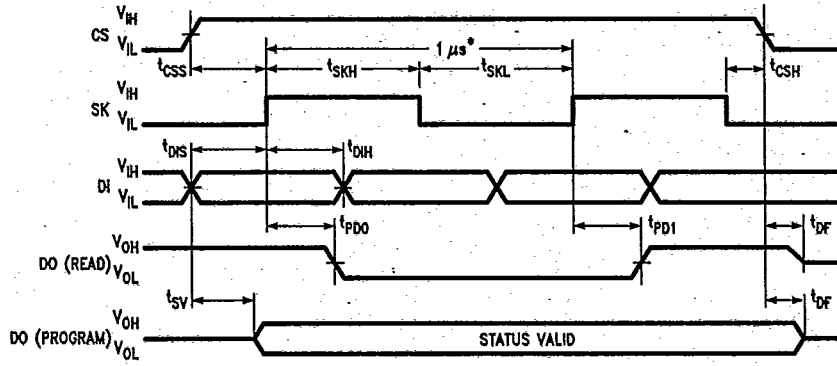 V_IH
CS
V_IL
1 μs*
t_CSS
t_SKH
t_SKL
t_CSH
V_IH
SK
V_IL
t_DIS
t_DIH
V_IH
DI
V_IL
t_PD0
t_PD1
t_DF
V_OH
DO (READ)
V_OL
t_SV
t_DF
V_OH
DO (PROGRAM)
V_OL
STATUS VALID